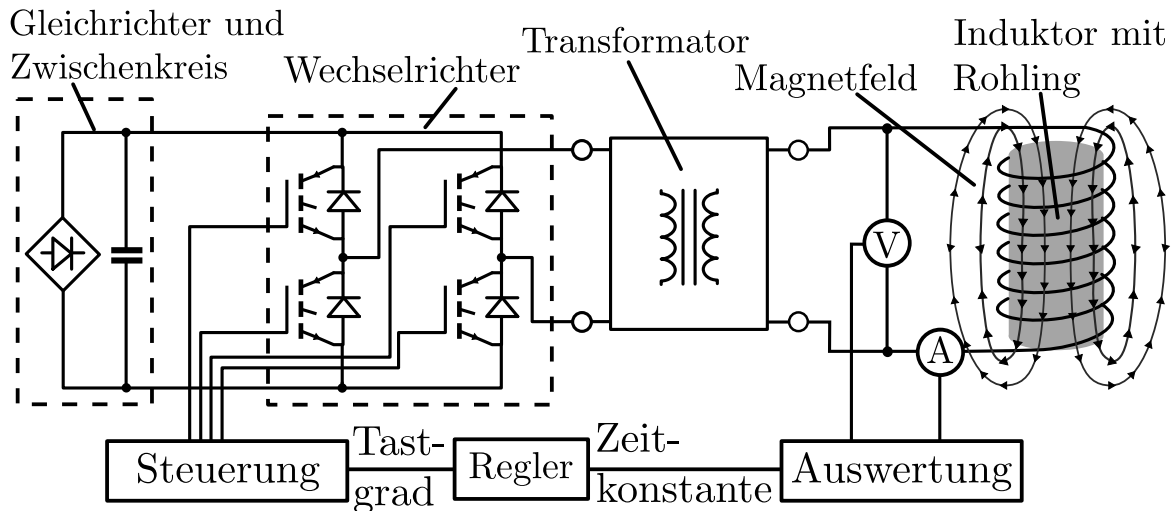 Gleichrichter und
Zwischenkreis
Wechselrichter
Transformator
Magnetfeld
Induktor mit
Rohling
V
A
Steuerung
Tast-
grad
Regler
Zeit-
konstante
Auswertung